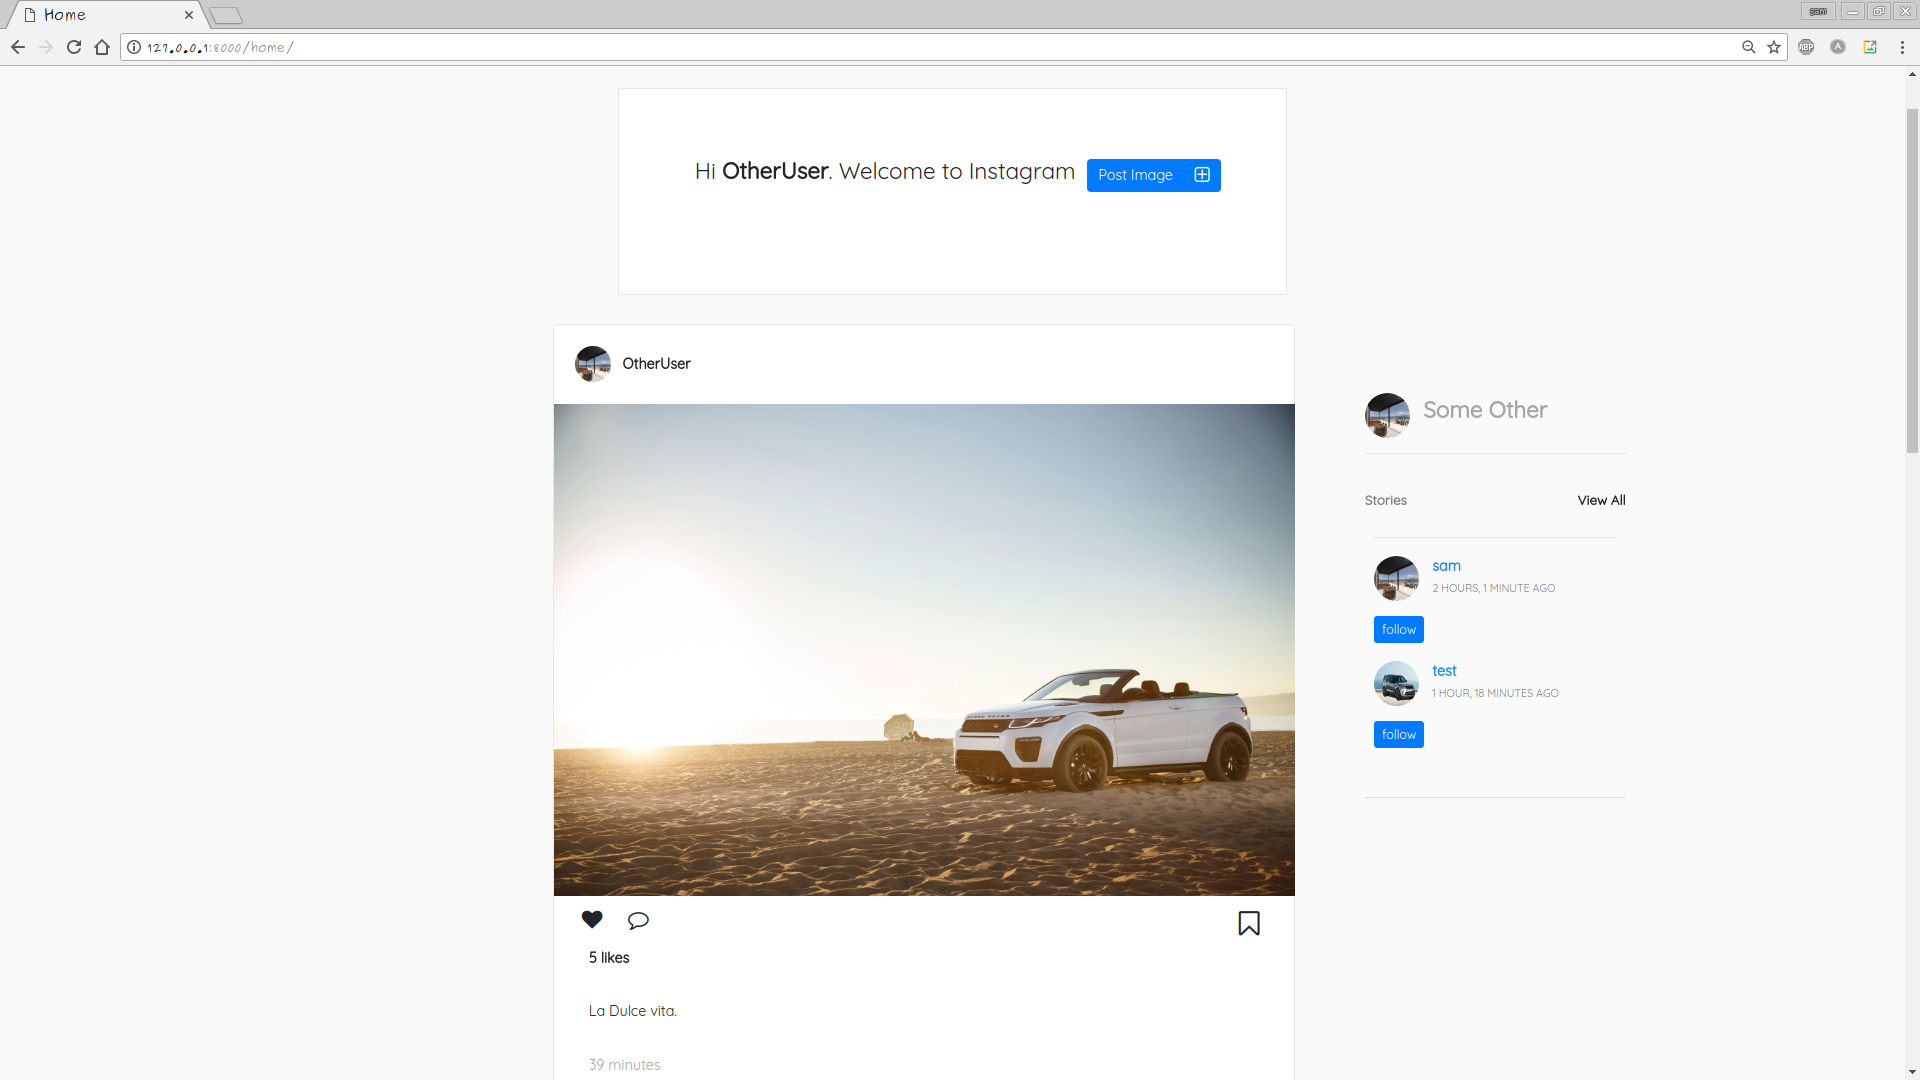 Home
sam
127.0.0.1:8000/home/
ABP
A
Hi OtherUser. Welcome to Instagram
Post Image
OtherUser
5 likes
La Dulce vita.
39 minutes
Some Other
Stories
View All
sam
2 HOURS, 1 MINUTE AGO
follow
test
1 HOUR, 18 MINUTES AGO
follow